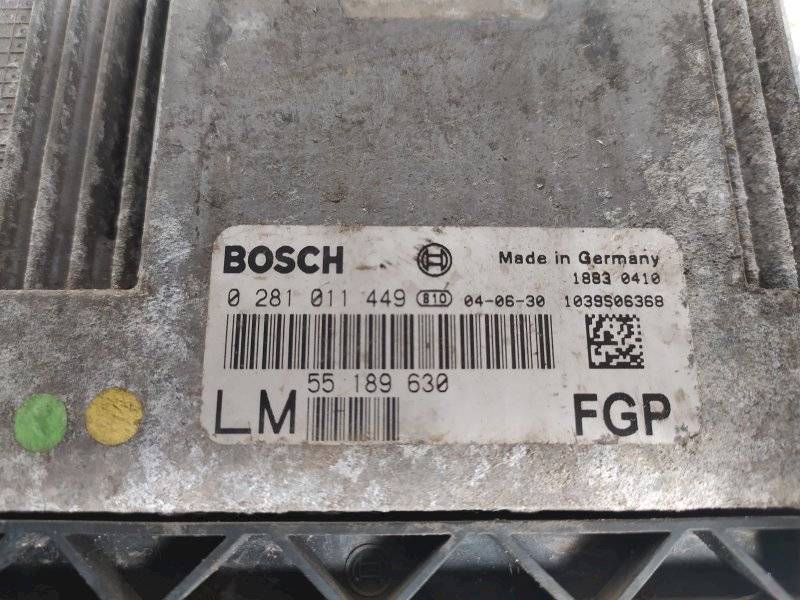 BOSCH Made in Germany
1883 0410
0 281 011 449 B10 04-06-30 1039S06368
55 189 630
LM FGP